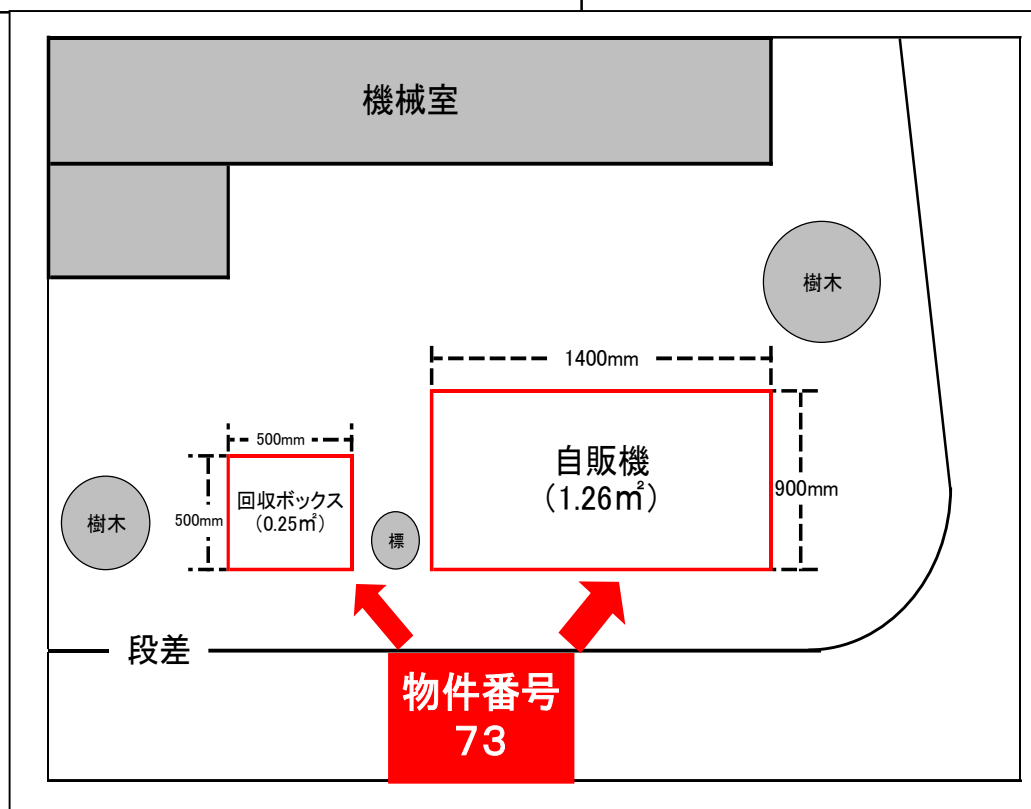 機械室
樹木
1400mm
自販機
(1.26㎡)
900mm
500mm
回収ボックス
(0.25㎡)
500mm
標
樹木
段差
物件番号
73